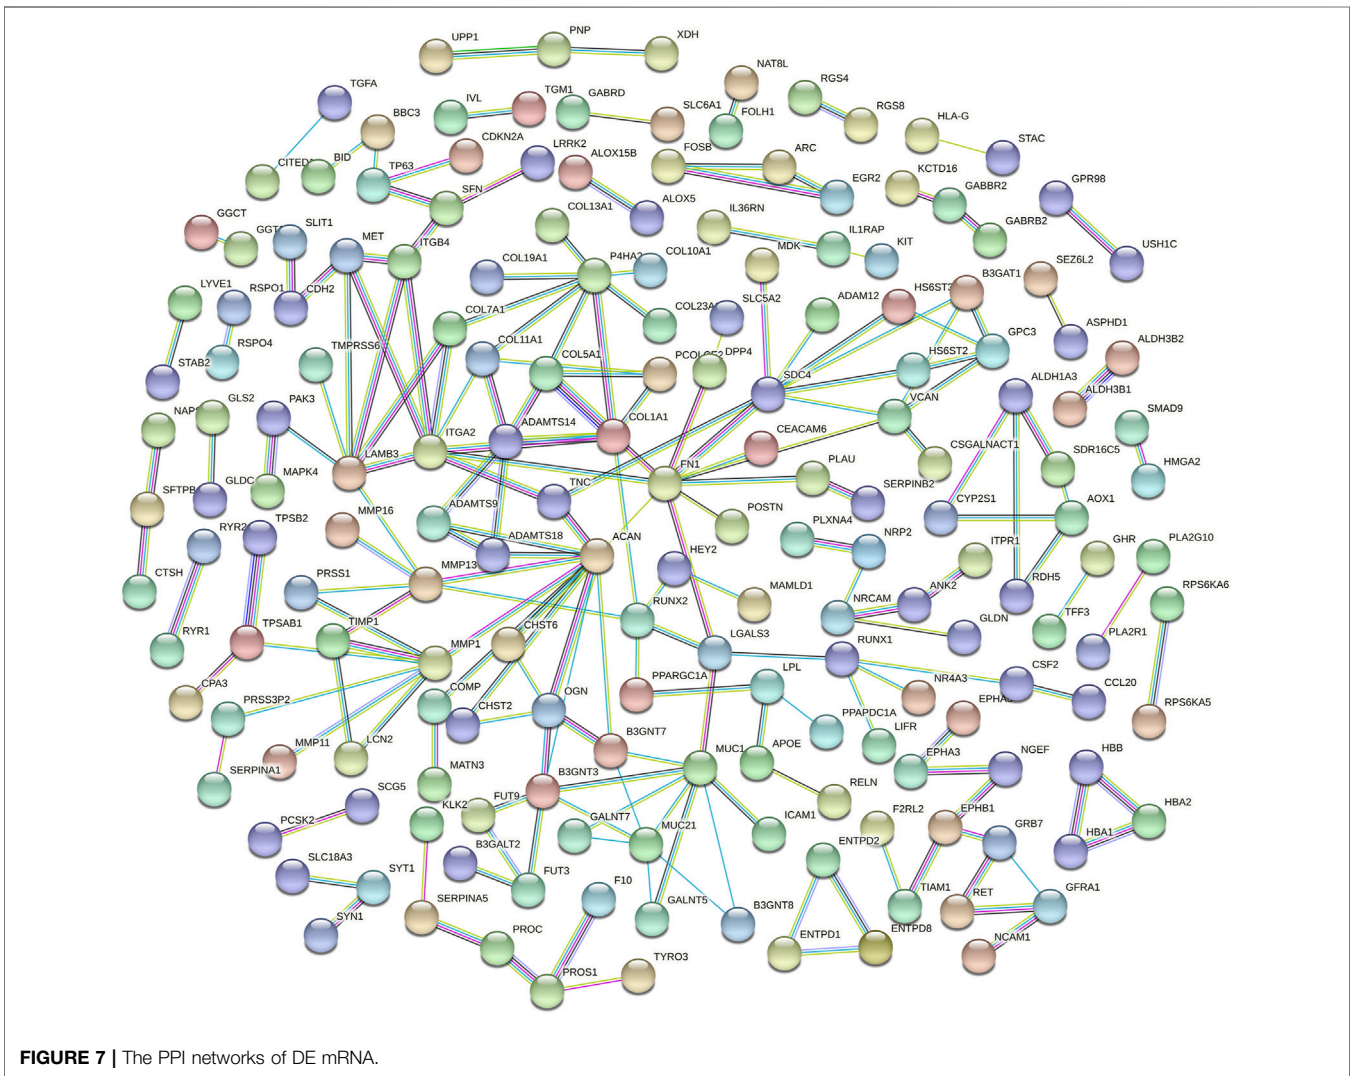 UPP1
PNP
XDH
TGFA
BBC3
IVL
TGM1
GABRD
SLC6A1
NAT8L
FOLH1
RGS4
RGS8
HLA-G
STAC
BID
TP63
CDKN2A
LRRK2
SFN
ALOX15B
ALOX5
FOSB
ARC
EGR2
KCTD16
GABBR2
GABRB2
GPR98
USH1C
GGCT
SLIT1
MET
ITGB4
COL13A1
IL36RN
IL1RAP
KIT
COL19A1
P4HA2
COL10A1
MDK
SEZ6L2
ASPHD1
LYVE1
STAB2
RSPO1
RSPO4
CDH2
COL7A1
COL11A1
COL5A1
SLC5A2
DPP4
ADAM12
B3GAT1
GPC3
HS6ST2
ALDH3B2
ALDH3B1
TMPRSS6
SDC4
VCAN
ALDH1A3
GLS2
GLDC
PAK3
MAPK4
LAMB3
ITGA2
ADAMTS14
COL1A1
CEACAM6
CSGALNACT1
SDR16C5
SMAD9
HMGA2
SFTPB
CTSH
FN1
PLAU
SERPINB2
CYP2S1
AOX1
RDH5
TNC
ADAMTS9
ADAMTS18
ACAN
POSTN
PLXNA4
NRP2
MMP16
MMP13
RYR2
RYR1
TPSB2
TPSAB1
CPA3
PRSS1
TIMP1
MMP1
CHST6
HEY2
MAMLD1
RUNX2
LGALS3
ITPR1
ANK2
NRCAM
GLDN
GHR
TFF3
PLA2G10
PLA2R1
RPS6KA6
RPS6KA5
RUNX1
CSF2
CCL20
NR4A3
LIFR
PPARGC1A
LPL
PPAPDC1A
APOE
RELN
COMP
CHST2
OGN
B3GNT7
MUC1
PRSS3P2
SERPINA1
MMP11
LCN2
MATN3
EPHA3
NGEF
EPHB1
HBB
HBA2
HBA1
B3GNT3
FUT9
GALNT7
MUC21
ICAM1
SCG5
PCSK2
KLK2
B3GALT2
FUT3
GALNT5
B3GNT8
F2RL2
TIAM1
GRB7
RET
GFRA1
NCAM1
SLC18A3
SYT1
SYN1
SERPINA5
PROC
PROS1
F10
TYRO3
ENTPD2
ENTPD1
ENTPD8
FIGURE 7 | The PPI networks of DE mRNA.